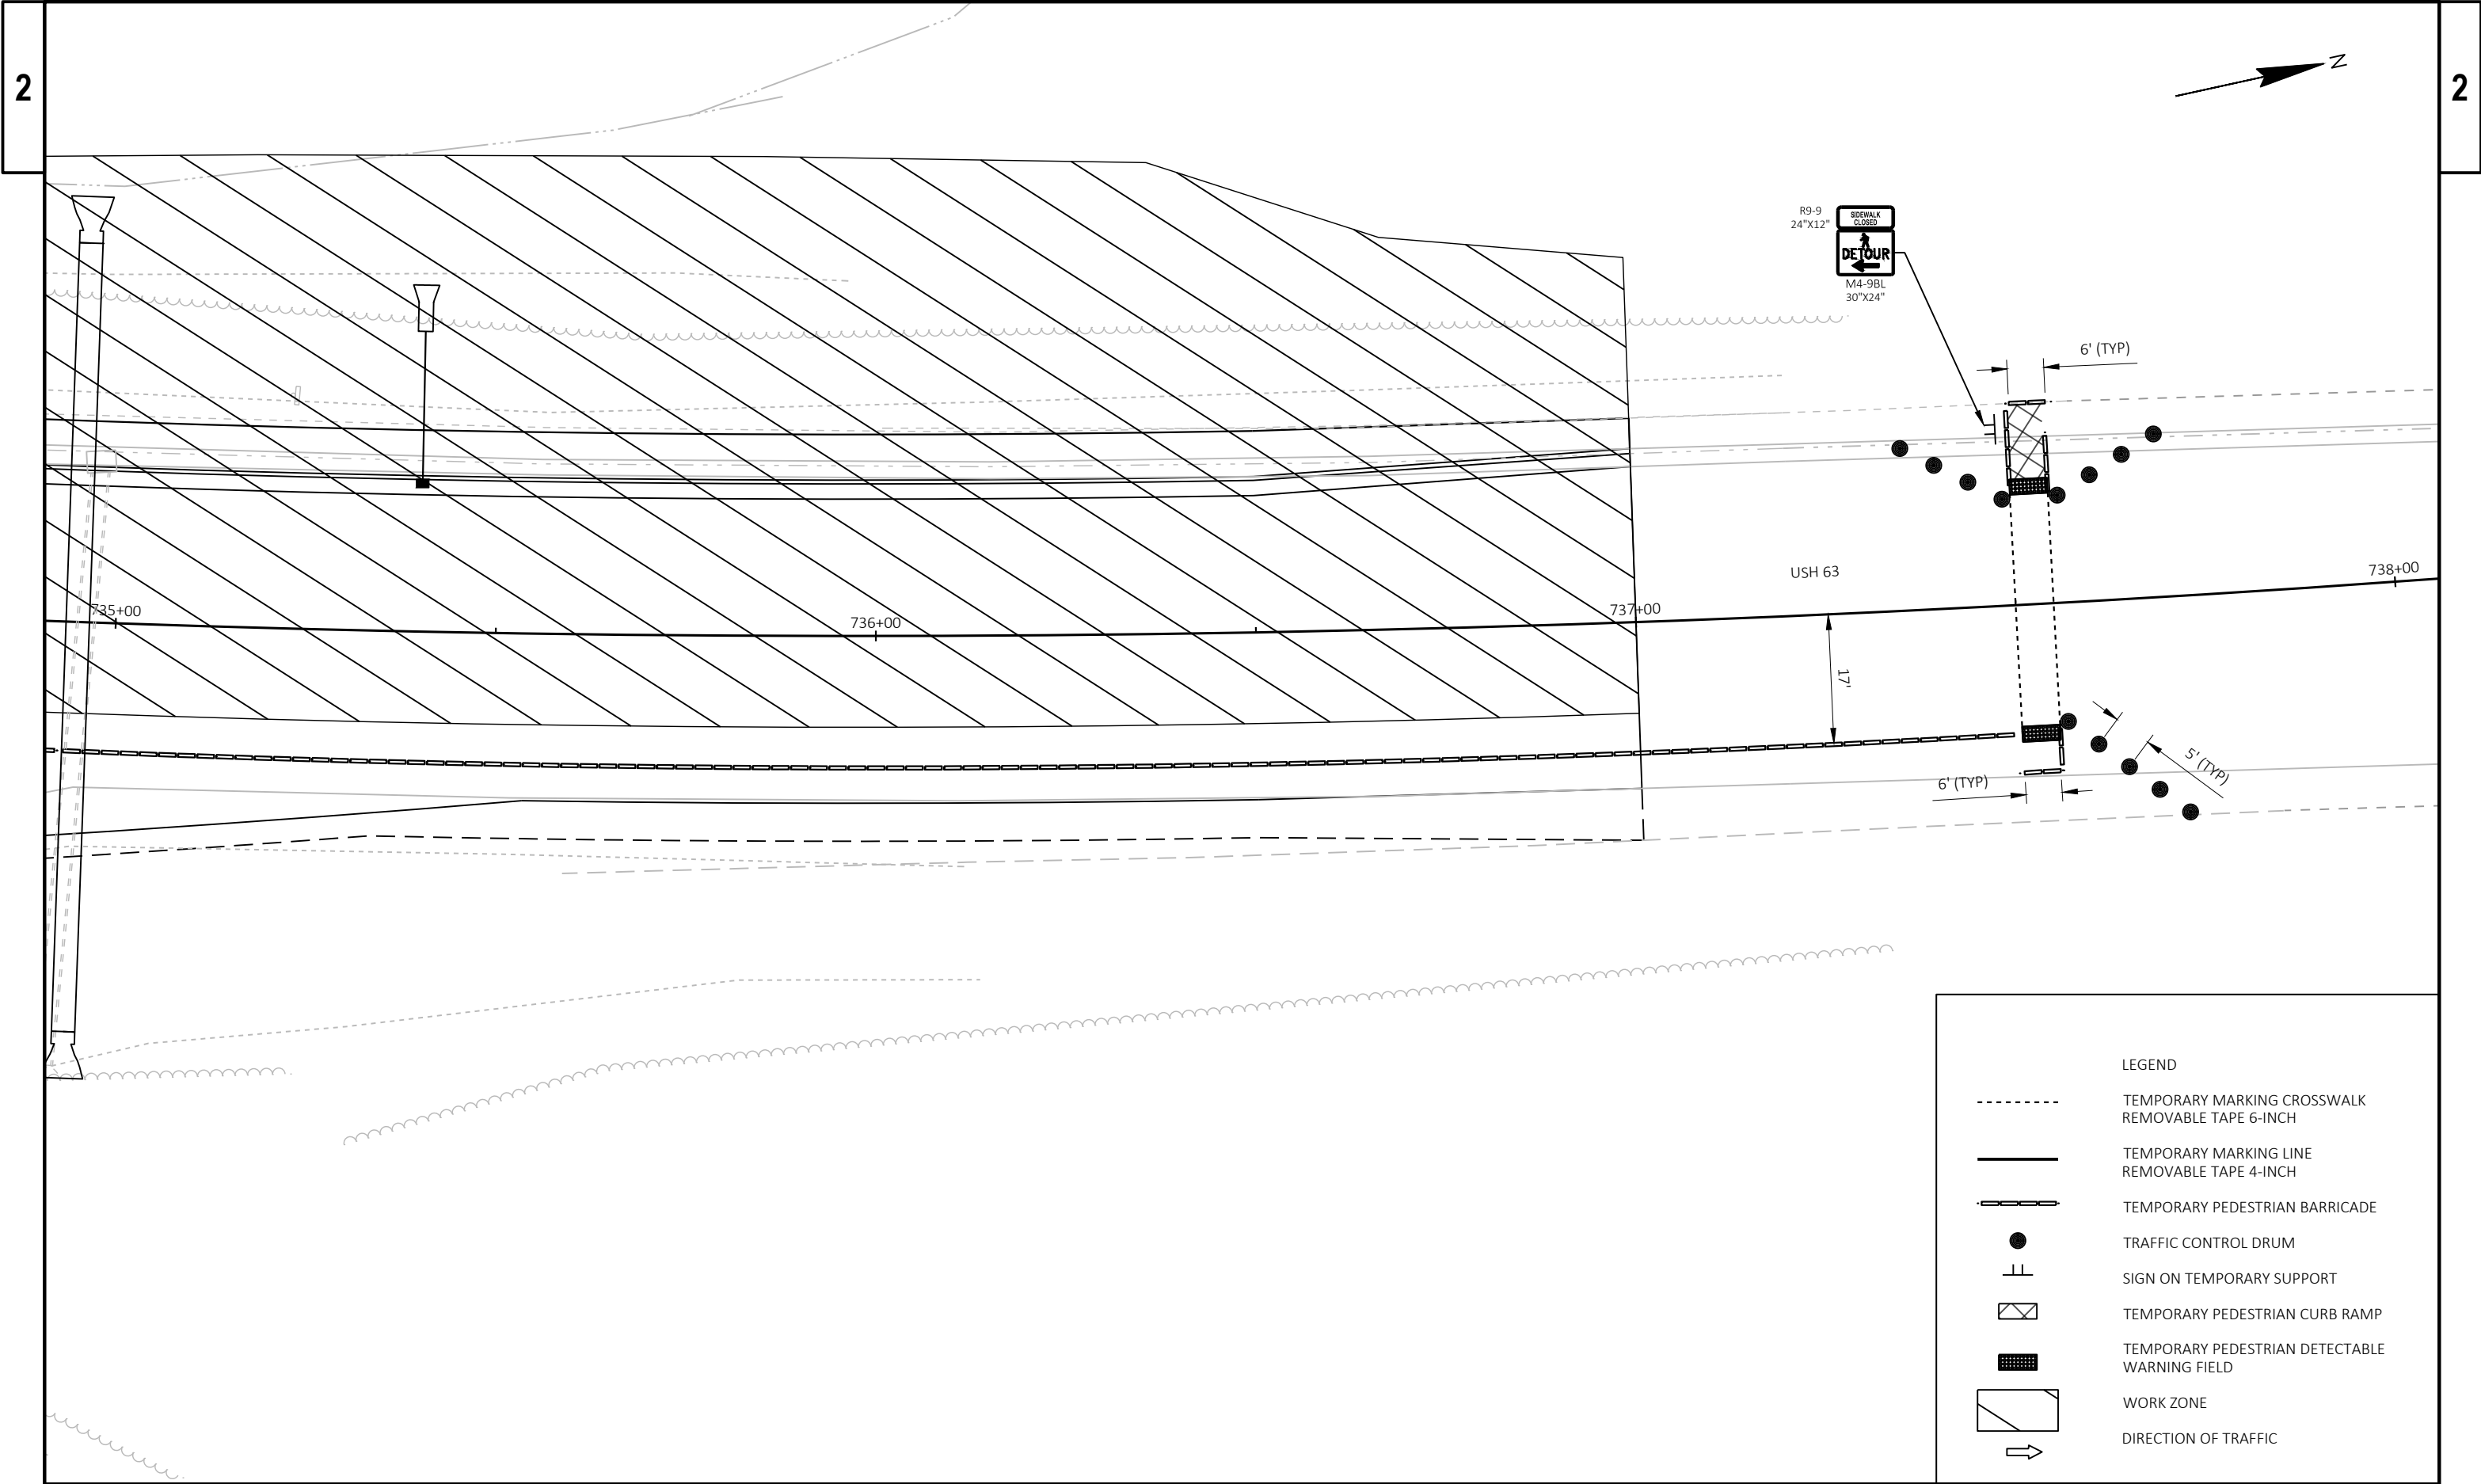 2
2
N
R9-9
24"X12"
SIDEWALK
CLOSED
DETOUR
M4-9BL
30"X24"
6' (TYP)
USH 63
735+00
736+00
737+00
738+00
17'
6' (TYP)
5' (TYP)
LEGEND
TEMPORARY MARKING CROSSWALK
REMOVABLE TAPE 6-INCH
TEMPORARY MARKING LINE
REMOVABLE TAPE 4-INCH
TEMPORARY PEDESTRIAN BARRICADE
TRAFFIC CONTROL DRUM
SIGN ON TEMPORARY SUPPORT
TEMPORARY PEDESTRIAN CURB RAMP
TEMPORARY PEDESTRIAN DETECTABLE
WARNING FIELD
WORK ZONE
DIRECTION OF TRAFFIC